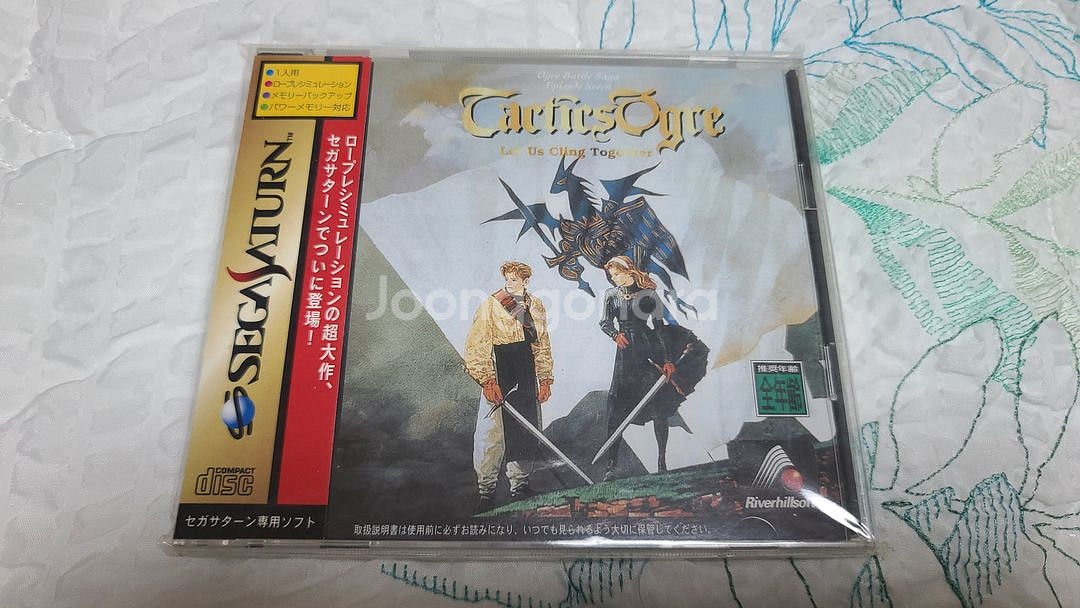 1人用
ロープレシミュレーション
メモリーバックアップ
パワーメモリー対応
SEGA SATURN™
COMPACT
disc
セガサターン専用ソフト
ロープレシミュレーションの超大作、
セガサターンでついに登場!
Ogre Battle Saga
Episode Seven
Tactics Ogre
Let Us Cling Together
Joonggonara
推奨年齢
全年齢
Riverhillsoft
取扱説明書は使用前に必ずお読みになり、いつでも見られるよう大切に保管してください。